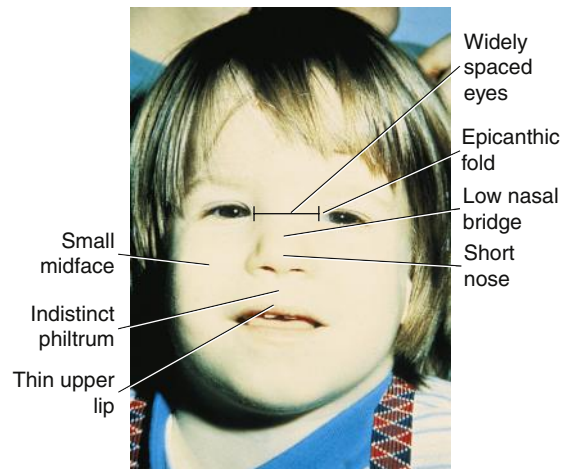 Widely
spaced
eyes
Epicanthic
fold
Low nasal
bridge
Short
nose
Small
midface
Indistinct
philtrum
Thin upper
lip